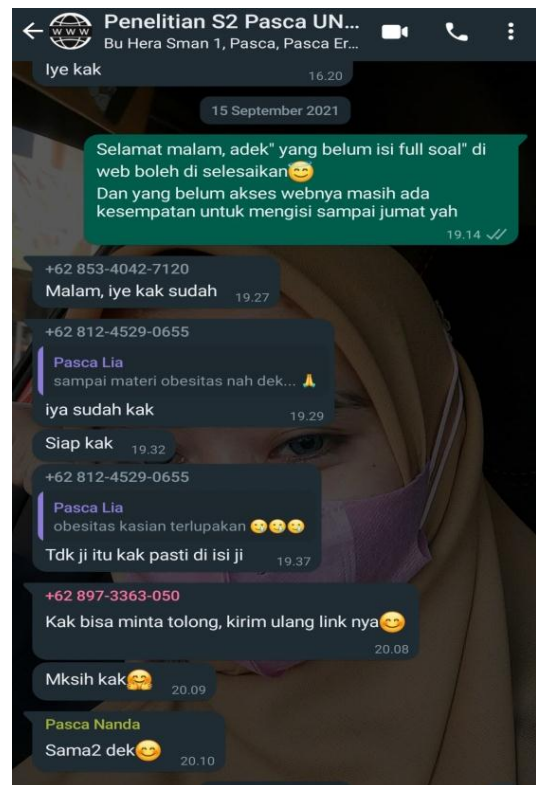 WWW
Penelitian S2 Pasca UN...
Bu Hera Sman 1, Pasca, Pasca Er...
Iye kak
16.20
15 September 2021
Selamat malam, adek" yang belum isi full soal" di
web boleh di selesaikan😇
Dan yang belum akses webnya masih ada
kesempatan untuk mengisi sampai jumat yah
19.14
+62 853-4042-7120
Malam, iye kak sudah 19.27
+62 812-4529-0655
Pasca Lia
sampai materi obesitas nah dek... 🙏
iya sudah kak 19.29
Siap kak 19.32
+62 812-4529-0655
Pasca Lia
obesitas kasian terlupakan 🥲🥲🥲
Tdk ji itu kak pasti di isi ji 19.37
+62 897-3363-050
Kak bisa minta tolong, kirim ulang link nya😊
20.08
Mksih kak🤗 20.09
Pasca Nanda
Sama2 dek😊 20.10